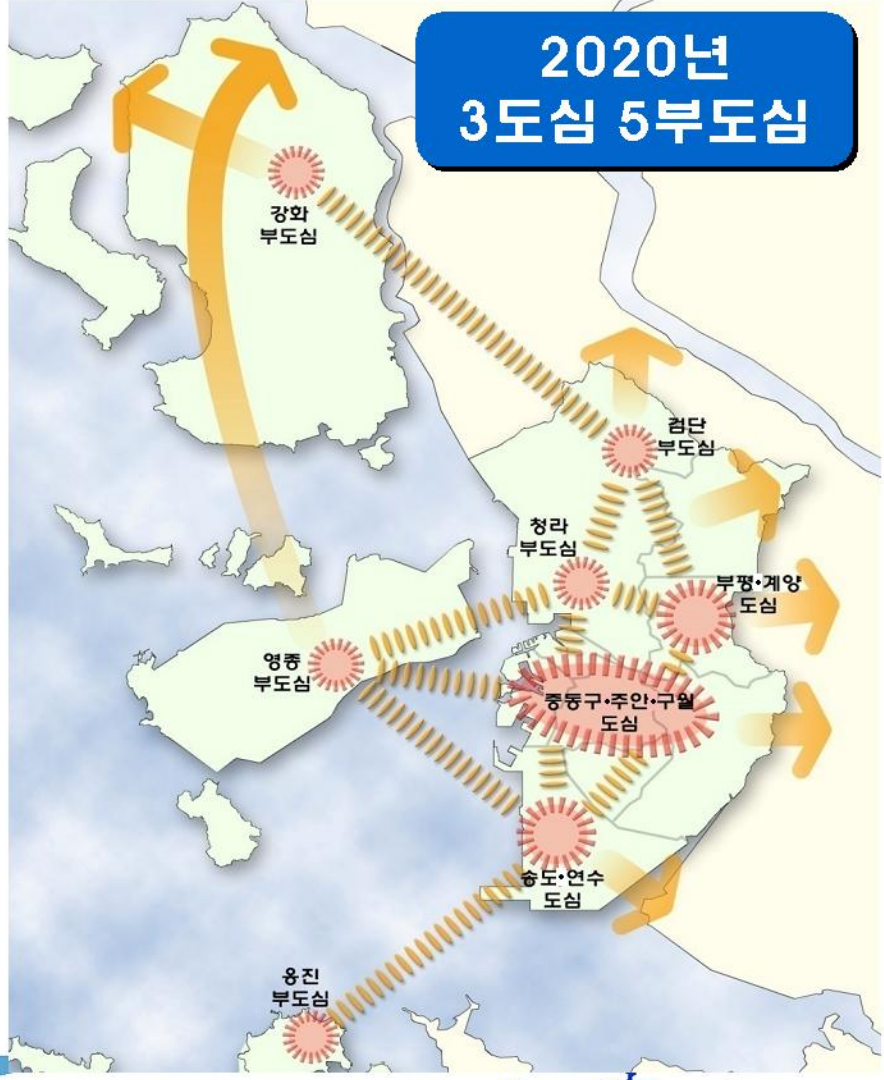 2020년
3도심 5부도심
강화
부도심
검단
부도심
청라
부도심
부평•계양
도심
영종
부도심
중동구•주안•구월
도심
송도•연수
도심
옹진
부도심